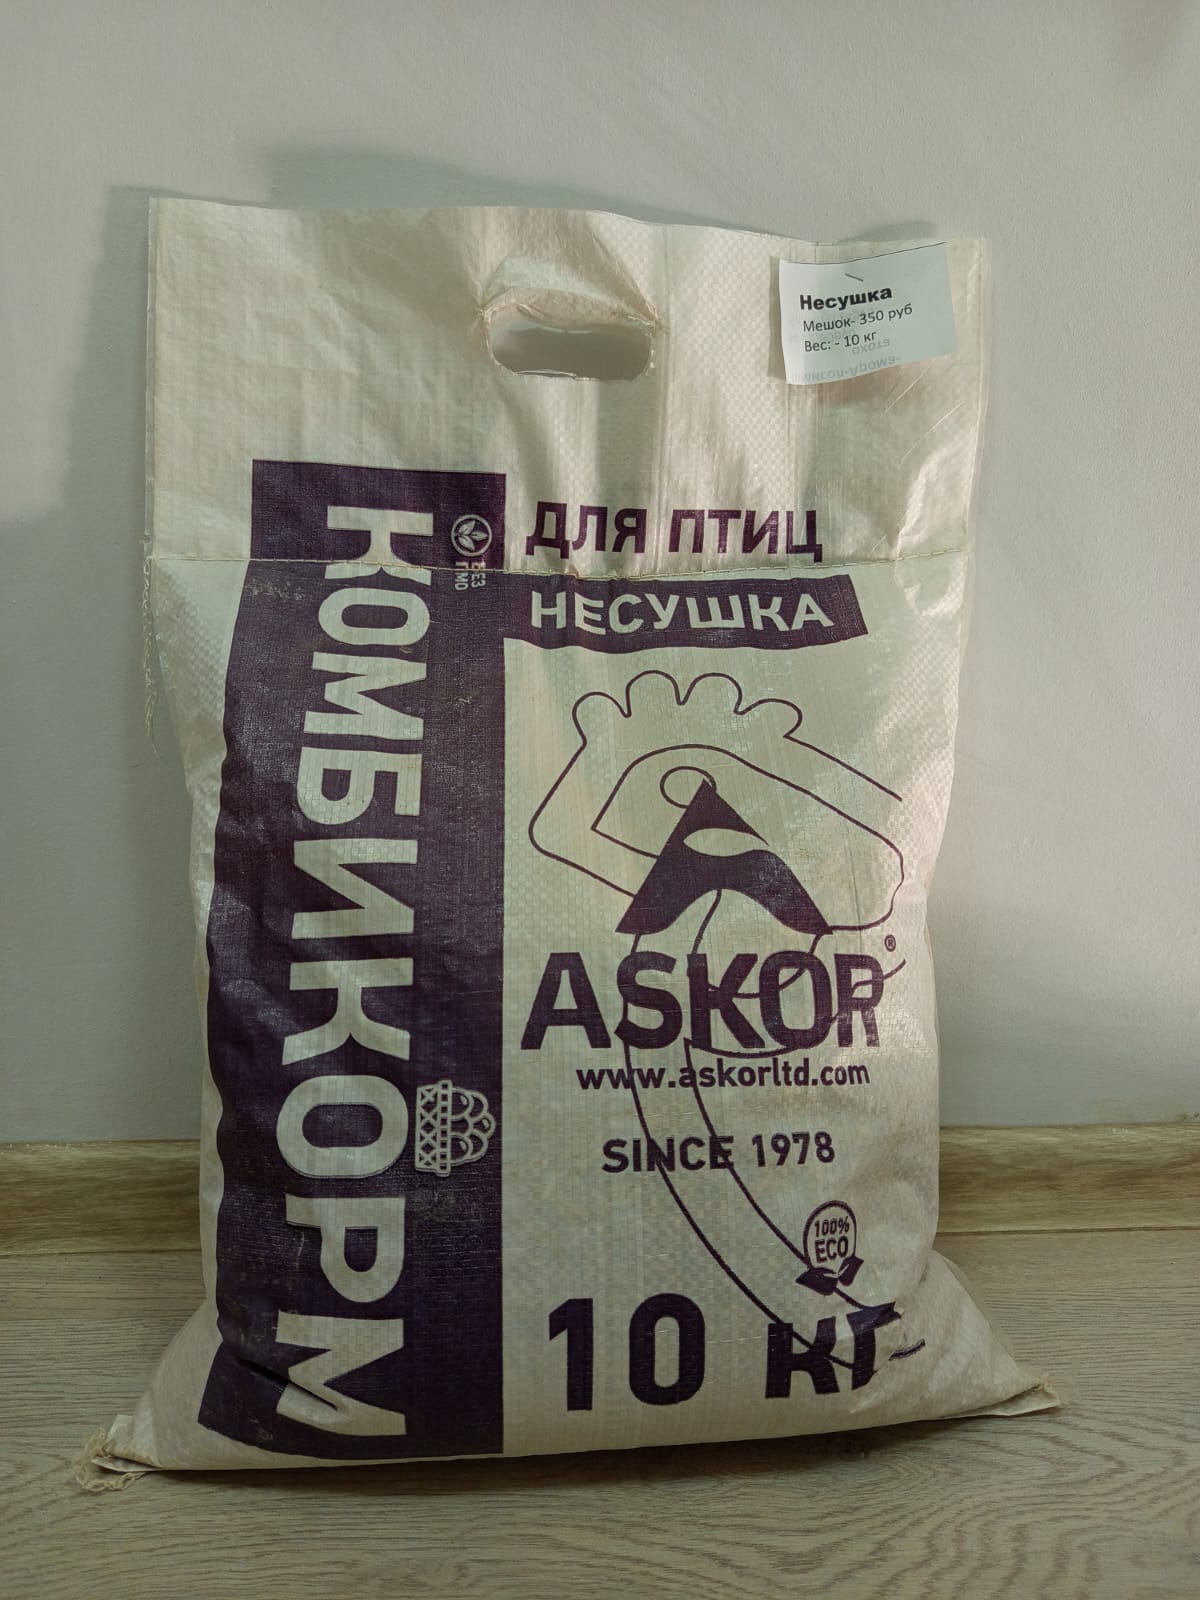 Несушка
Мешок- 350 руб
Вес: - 10 кг
КОМБИКОРМ
БЕЗ
ГМО
ДЛЯ ПТИЦ
НЕСУШКА
ASKOR®
www.askorltd.com
SINCE 1978
100%
ECO
10 КГ